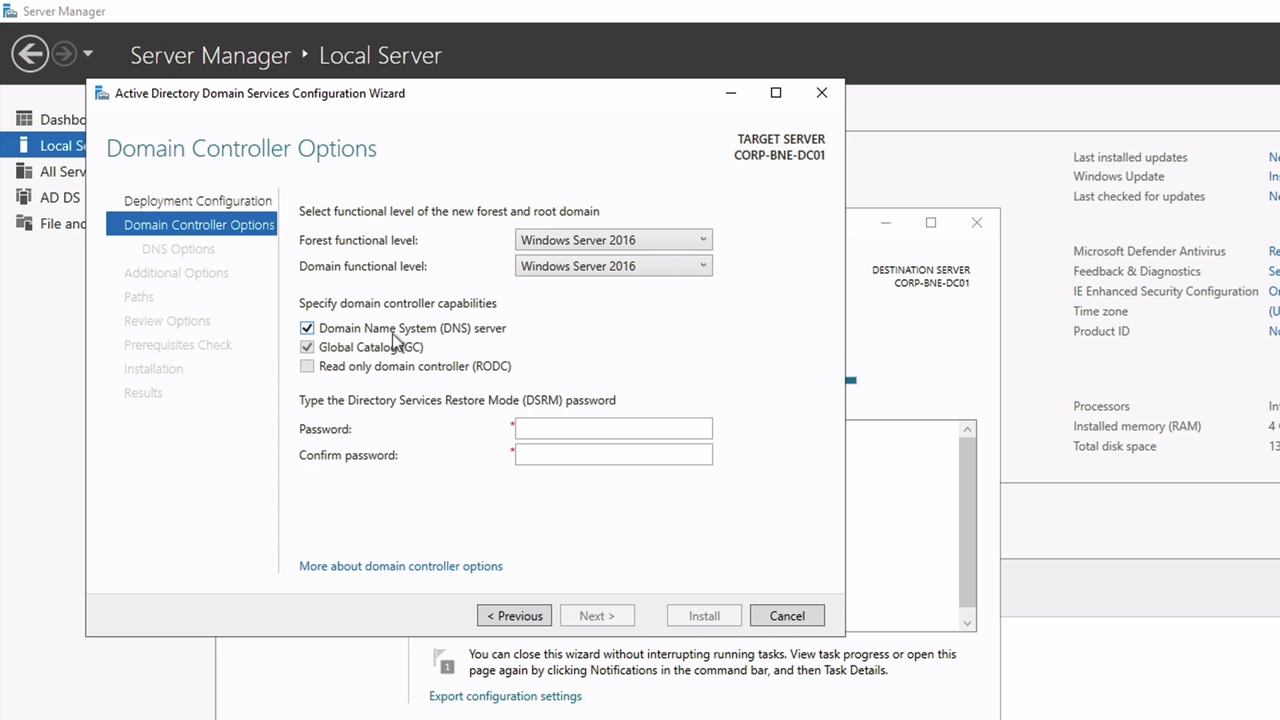 Server Manager
Server Manager ‣ Local Server
Active Directory Domain Services Configuration Wizard
Domain Controller Options
TARGET SERVER
CORP-BNE-DC01
Dashbo
Local Se
All Serv
AD DS
File and
Deployment Configuration
Domain Controller Options
DNS Options
Additional Options
Paths
Review Options
Prerequisites Check
Installation
Results
Select functional level of the new forest and root domain
Forest functional level: Windows Server 2016
Domain functional level: Windows Server 2016
Specify domain controller capabilities
Domain Name System (DNS) server
Global Catalog (GC)
Read only domain controller (RODC)
Type the Directory Services Restore Mode (DSRM) password
Password: *
Confirm password: *
More about domain controller options
< Previous Next > Install Cancel
DESTINATION SERVER
CORP-BNE-DC01
You can close this wizard without interrupting running tasks. View task progress or open this
page again by clicking Notifications in the command bar, and then Task Details.
1
Export configuration settings
Last installed updates Ne
Windows Update Ins
Last checked for updates Ne
Microsoft Defender Antivirus Re
Feedback & Diagnostics Se
IE Enhanced Security Configuration On
Time zone (U
Product ID No
Processors Int
Installed memory (RAM) 4
Total disk space 13